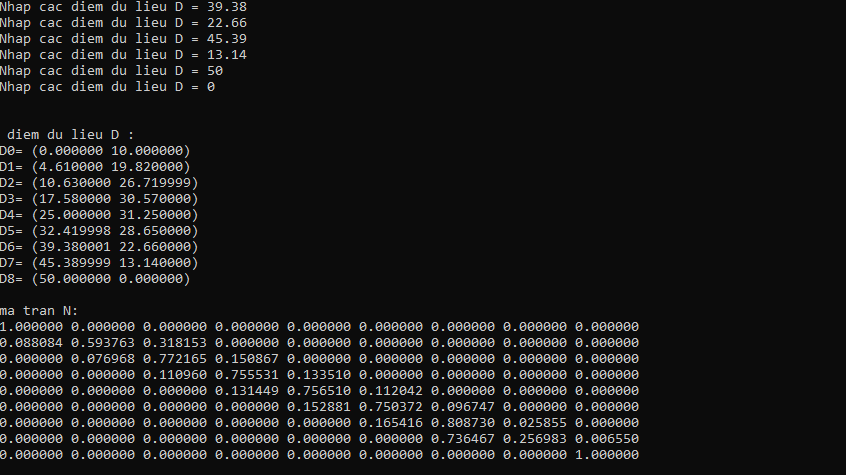 Nhap cac diem du lieu D = 39.38
Nhap cac diem du lieu D = 22.66
Nhap cac diem du lieu D = 45.39
Nhap cac diem du lieu D = 13.14
Nhap cac diem du lieu D = 50
Nhap cac diem du lieu D = 0
diem du lieu D :
D0= (0.000000 10.000000)
D1= (4.610000 19.820000)
D2= (10.630000 26.719999)
D3= (17.580000 30.570000)
D4= (25.000000 31.250000)
D5= (32.419998 28.650000)
D6= (39.380001 22.660000)
D7= (45.389999 13.140000)
D8= (50.000000 0.000000)
ma tran N:
1.000000 0.000000 0.000000 0.000000 0.000000 0.000000 0.000000 0.000000 0.000000
0.088084 0.593763 0.318153 0.000000 0.000000 0.000000 0.000000 0.000000 0.000000
0.000000 0.076968 0.772165 0.150867 0.000000 0.000000 0.000000 0.000000 0.000000
0.000000 0.000000 0.110960 0.755531 0.133510 0.000000 0.000000 0.000000 0.000000
0.000000 0.000000 0.000000 0.131449 0.756510 0.112042 0.000000 0.000000 0.000000
0.000000 0.000000 0.000000 0.000000 0.152881 0.750372 0.096747 0.000000 0.000000
0.000000 0.000000 0.000000 0.000000 0.000000 0.165416 0.808730 0.025855 0.000000
0.000000 0.000000 0.000000 0.000000 0.000000 0.000000 0.736467 0.256983 0.006550
0.000000 0.000000 0.000000 0.000000 0.000000 0.000000 0.000000 0.000000 1.000000